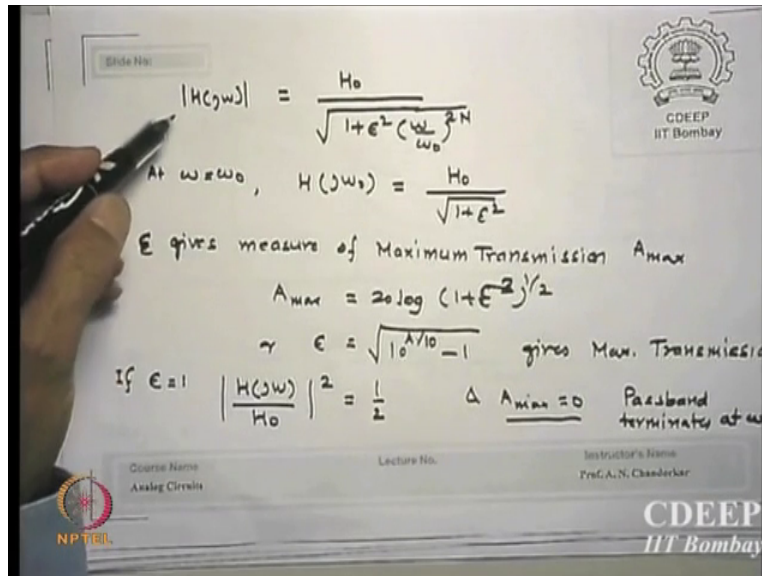 Slide No:
CDEEP
IIT Bombay
|H(jω)| = H0 / √(1+ε²(ω/ω0)^2N)
At ω=ω0, H(jω0) = H0 / √(1+ε²)
ε gives measure of Maximum Transmission Amax
Amax = 20 log (1+ε²)^1/2
ε = √(10^A/10 − 1) gives Max. Transmissio
If ε=1 |H(jω)/H0|² = 1/2 Amin = 0 Passband
terminates at ω
Course Name Lecture No. Instructor's Name
Analog Circuits Prof. A. N. Chandorkar
NPTEL
CDEEP
IIT Bombay